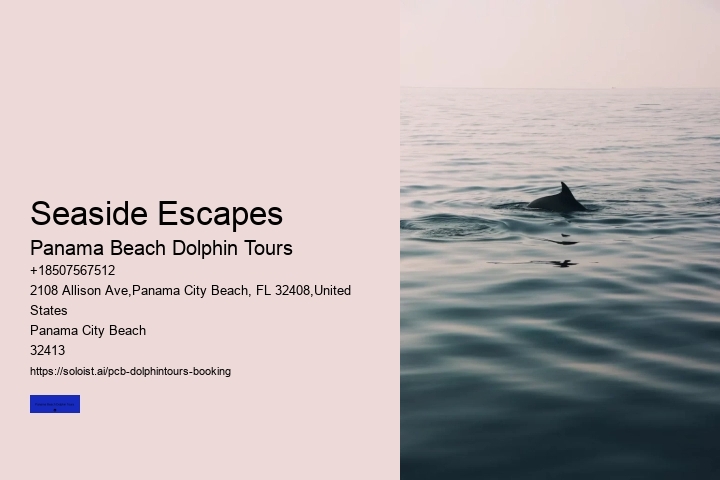 Seaside Escapes
Panama Beach Dolphin Tours
+18507567512
2108 Allison Ave,Panama City Beach, FL 32408,United
States
Panama City Beach
32413
https://soloist.ai/pcb-dolphintours-booking